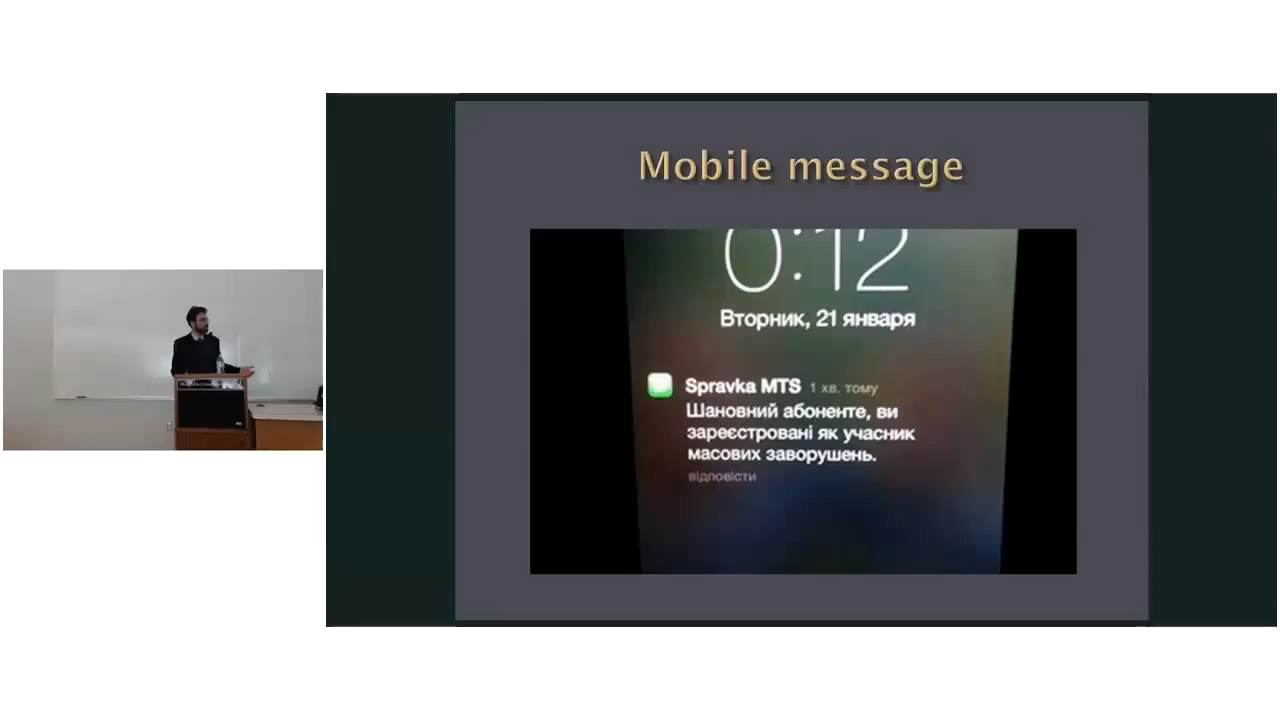 Mobile message
0:12
Вторник, 21 января
Spravka MTS 1 хв. тому
Шановний абоненте, ви
зареєстровані як учасник
масових заворушень.
відповісти